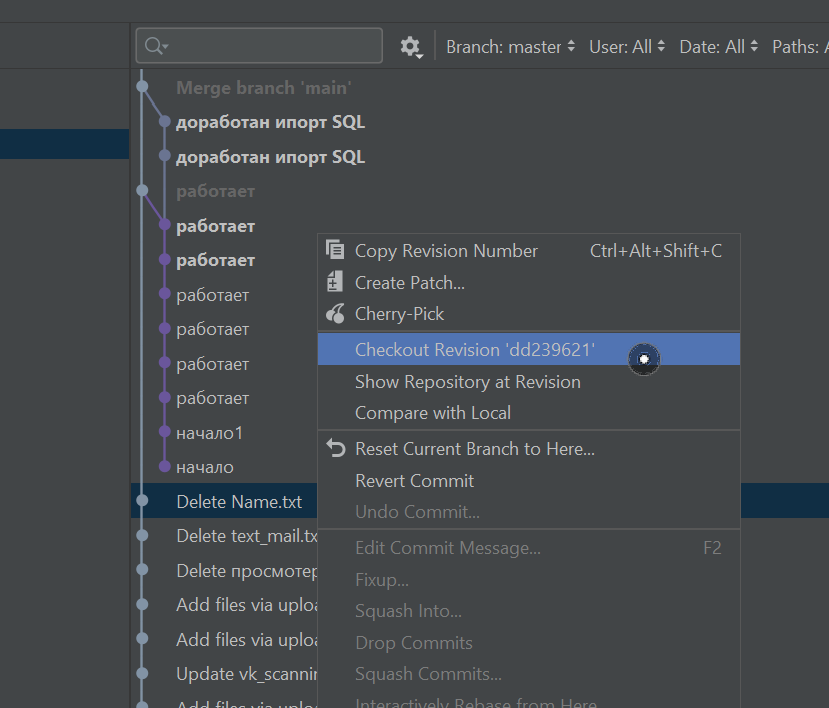 Branch: master User: All Date: All Paths: A
Merge branch 'main'
доработан ипорт SQL
доработан ипорт SQL
работает
работает
работает
работает
работает
работает
работает
начало1
начало
Delete Name.txt
Delete text_mail.tx
Delete просмотер
Add files via uploa
Add files via uploa
Update vk_scannin
Add files via uploa
Copy Revision Number Ctrl+Alt+Shift+C
Create Patch...
Cherry-Pick
Checkout Revision 'dd239621'
Show Repository at Revision
Compare with Local
Reset Current Branch to Here...
Revert Commit
Undo Commit...
Edit Commit Message... F2
Fixup...
Squash Into...
Drop Commits
Squash Commits...
Interactively Rebase from Here...